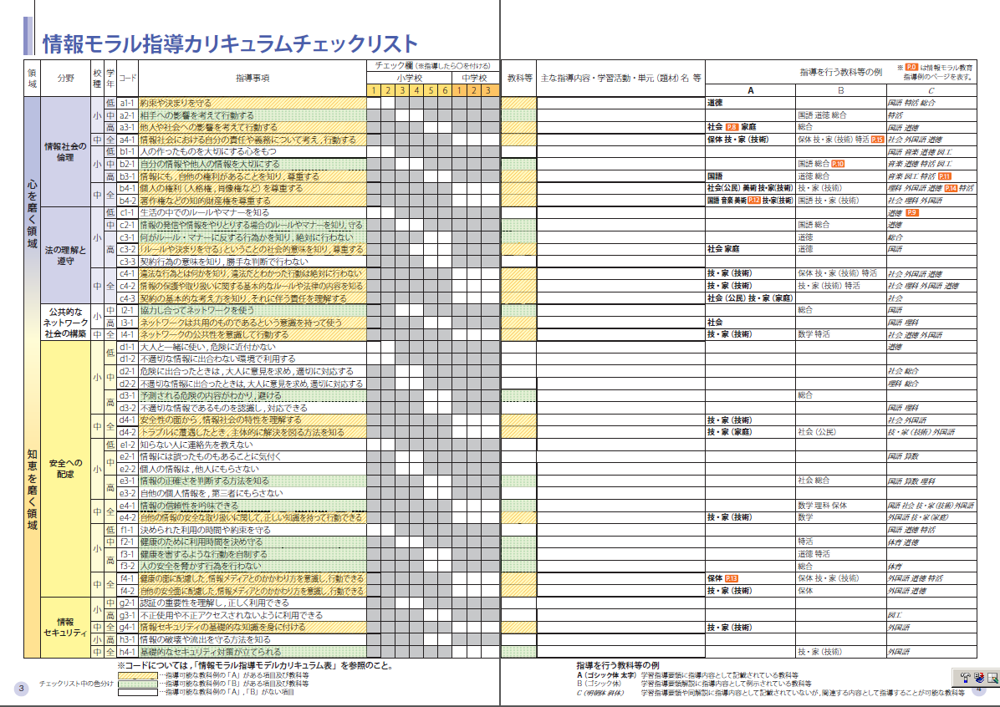 情報モラル指導カリキュラムチェックリスト
領域 分野 校種 学年 コード 指導事項 チェック欄（※指導したら〇を付ける） 教科等 主な指導内容・学習活動・単元（題材）名 等 指導を行う教科等の例 ※ P.0 は情報モラル教育指導例のページを表す。
小学校 中学校
1 2 3 4 5 6 1 2 3 A B C
心を磨く領域
情報社会の倫理
小 低 a1-1 約束や決まりを守る 道徳 国語 特活 総合
中 a2-1 相手への影響を考えて行動する 国語 道徳 総合 特活
高 a3-1 他人や社会への影響を考えて行動する 社会 P.8 家庭 総合 国語 道徳
中 全 a4-1 情報社会における自分の責任や義務について考え，行動する 保体 技・家（技術） 保体 技・家（技術） 特活 P.15 社会 外国語 道徳
小 低 b1-1 人の作ったものを大切にする心をもつ 国語 音楽 道徳 図工
中 b2-1 自分の情報や他人の情報を大切にする 国語 総合 P.10 音楽 道徳 特活 図工
高 b3-1 情報にも，自他の権利があることを知り，尊重する 国語 道徳 総合 音楽 図工 特活 P.11
中 全 b4-1 個人の権利（人格権，肖像権など）を尊重する 社会（公民） 美術 技・家（技術） 技・家（技術） 理科 外国語 道徳 P.14 特活
b4-2 著作権などの知的財産権を尊重する 国語 音楽 美術 P.12 技・家（技術） 国語 技・家（技術） 社会 理科 外国語
法の理解と遵守
小 低 c1-1 生活の中でのルールやマナーを知る 道徳 P.9
中 c2-1 情報の発信や情報をやりとりする場合のルールやマナーを知り，守る 国語 総合 道徳
高 c3-1 何がルール・マナーに反する行為かを知り，絶対に行わない 道徳 総合
c3-2 「ルールや決まりを守る」ということの社会的意味を知り，尊重する 社会 家庭 道徳 国語
c3-3 契約行為の意味を知り，勝手な判断で行わない
中 全 c4-1 違法な行為とは何かを知り，違法だとわかった行動は絶対に行わない 技・家（技術） 保体 技・家（技術） 特活 社会 外国語 道徳
c4-2 情報の保護や取り扱いに関する基本的なルールや法律の内容を知る 技・家（技術） 技・家（技術） 特活 社会 理科 外国語 道徳
c4-3 契約の基本的な考え方を知り，それに伴う責任を理解する 社会（公民） 技・家（家庭） 社会
公共的なネットワーク社会の構築
小 中 i2-1 協力し合ってネットワークを使う 総合 国語
高 i3-1 ネットワークは共用のものであるという意識を持って使う 社会 国語 理科
中 全 i4-1 ネットワークの公共性を意識して行動する 技・家（技術） 数学 特活 社会 道徳 外国語
知恵を磨く領域
安全への配慮
小 低 d1-1 大人と一緒に使い，危険に近付かない 道徳
d1-2 不適切な情報に出合わない環境で利用する
中 d2-1 危険に出合ったときは，大人に意見を求め，適切に対応する 社会 総合
d2-2 不適切な情報に出合ったときは，大人に意見を求め，適切に対応する 理科 総合
高 d3-1 予測される危険の内容がわかり，避ける 総合
d3-2 不適切な情報であるものを認識し，対応できる 国語 理科
中 全 d4-1 安全性の面から，情報社会の特性を理解する 技・家（技術） 社会 外国語
d4-2 トラブルに遭遇したとき，主体的に解決を図る方法を知る 技・家（家庭） 社会（公民） 技・家（技術） 外国語
小 低 e1-2 知らない人に連絡先を教えない
中 e2-1 情報には誤ったものもあることに気付く 国語 算数
e2-2 個人の情報は，他人にもらさない
高 e3-1 情報の正確さを判断する方法を知る 社会 総合 国語 算数 理科
e3-2 自他の個人情報を，第三者にもらさない
中 全 e4-1 情報の信頼性を吟味できる 数学 理科 保体 国語 社会 技・家（技術） 外国語
e4-2 自他の情報の安全な取り扱いに関して，正しい知識を持って行動できる 技・家（技術） 数学 外国語 技・家（家庭）
小 低 f1-1 決められた利用の時間や約束を守る 国語 道徳 特活
中 f2-1 健康のために利用時間を決め守る 特活 体育 道徳
高 f3-1 健康を害するような行動を自制する 道徳 特活
f3-2 人の安全を脅かす行為を行わない 総合 体育
中 全 f4-1 健康の面に配慮した，情報メディアとのかかわり方を意識し，行動できる 保体 P.13 保体 技・家（技術） 外国語 道徳 特活
f4-2 自他の安全面に配慮した，情報メディアとのかかわり方を意識し，行動できる 技・家（技術） 保体 外国語 道徳
情報セキュリティ
小 中 g2-1 認証の重要性を理解し，正しく利用できる
高 g3-1 不正使用や不正アクセスされないように利用できる 図工
中 全 g4-1 情報セキュリティの基礎的な知識を身に付ける 技・家（技術） 外国語
小 高 h3-1 情報の破壊や流出を守る方法を知る
中 全 h4-1 基礎的なセキュリティ対策が立てられる 技・家（技術） 外国語
※コードについては，「情報モラル指導モデルカリキュラム表」を参照のこと。
チェックリスト中の色分け
…指導可能な教科例の「A」がある項目及び教科等
…指導可能な教科例の「B」がある項目及び教科等
…指導可能な教科例の「A」，「B」がない項目
指導を行う教科等の例
A（ゴシック体 太字） 学習指導要領に指導内容として記載されている教科等
B（ゴシック体） 学習指導要領解説に指導内容として例示されている教科等
C（明朝体 斜体） 学習指導要領や同解説に指導内容として記載されていないが，関連する内容として指導することが可能な教科等
3
4